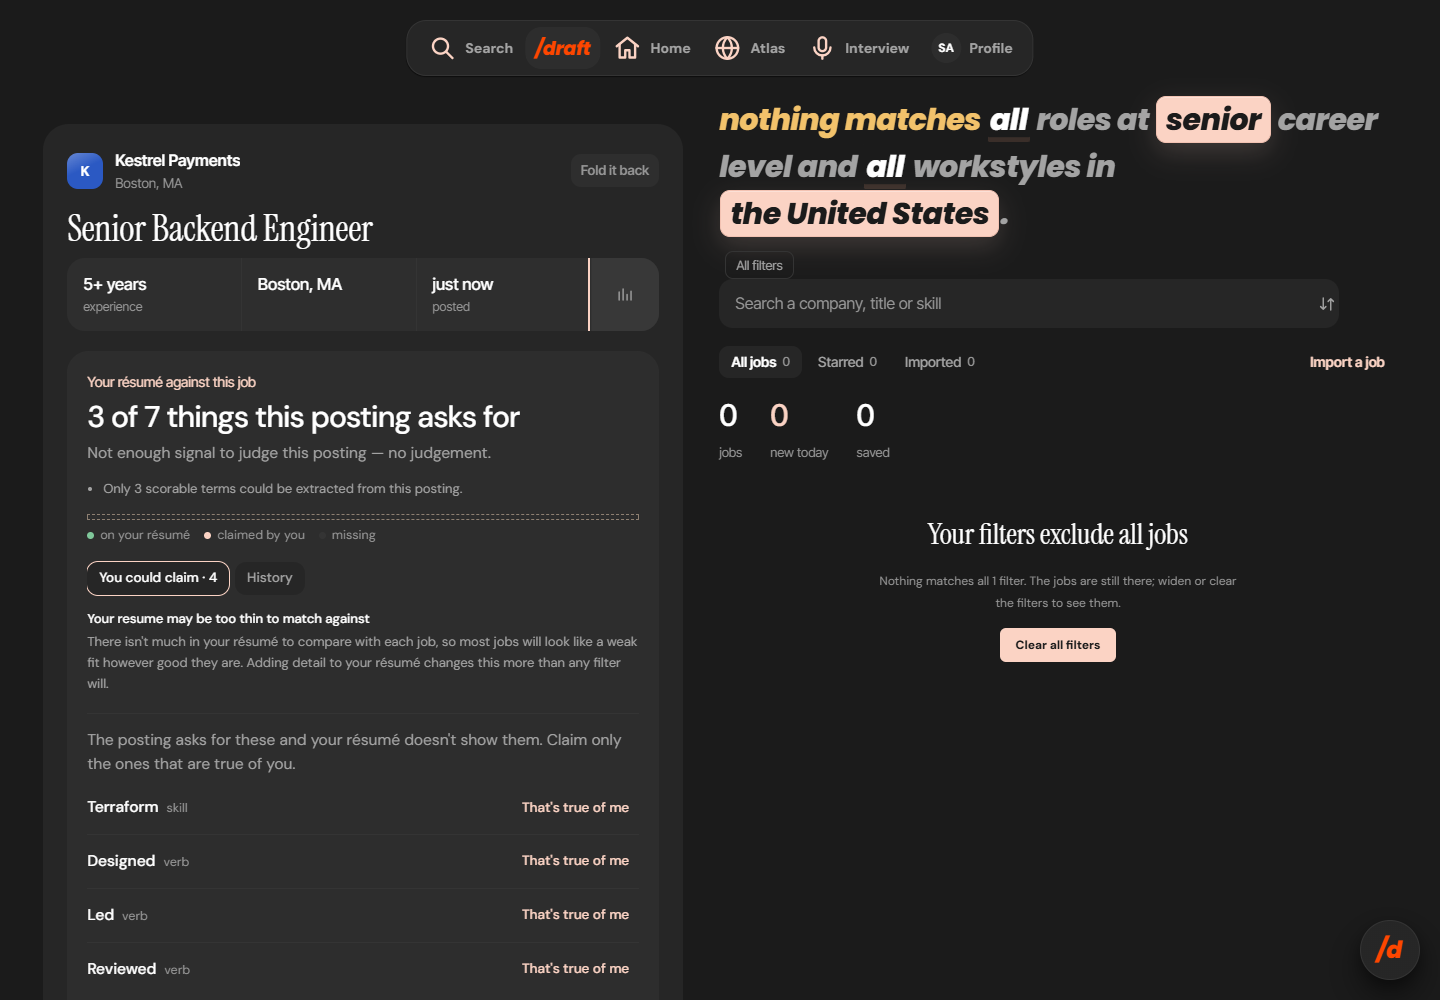 Search
/draft
Home
Atlas
Interview
SA
Profile
K
Kestrel Payments
Boston, MA
Fold it back
Senior Backend Engineer
5+ years
experience
Boston, MA
just now
posted
Your résumé against this job
3 of 7 things this posting asks for
Not enough signal to judge this posting — no judgement.
• Only 3 scorable terms could be extracted from this posting.
on your résumé
claimed by you
missing
You could claim · 4
History
Your resume may be too thin to match against
There isn't much in your résumé to compare with each job, so most jobs will look like a weak
fit however good they are. Adding detail to your résumé changes this more than any filter
will.
The posting asks for these and your résumé doesn't show them. Claim only
the ones that are true of you.
Terraform skill
That's true of me
Designed verb
That's true of me
Led verb
That's true of me
Reviewed verb
That's true of me
nothing matches all roles at senior career
level and all workstyles in
the United States.
All filters
Search a company, title or skill
All jobs 0
Starred 0
Imported 0
Import a job
0
jobs
0
new today
0
saved
Your filters exclude all jobs
Nothing matches all 1 filter. The jobs are still there; widen or clear
the filters to see them.
Clear all filters
/d